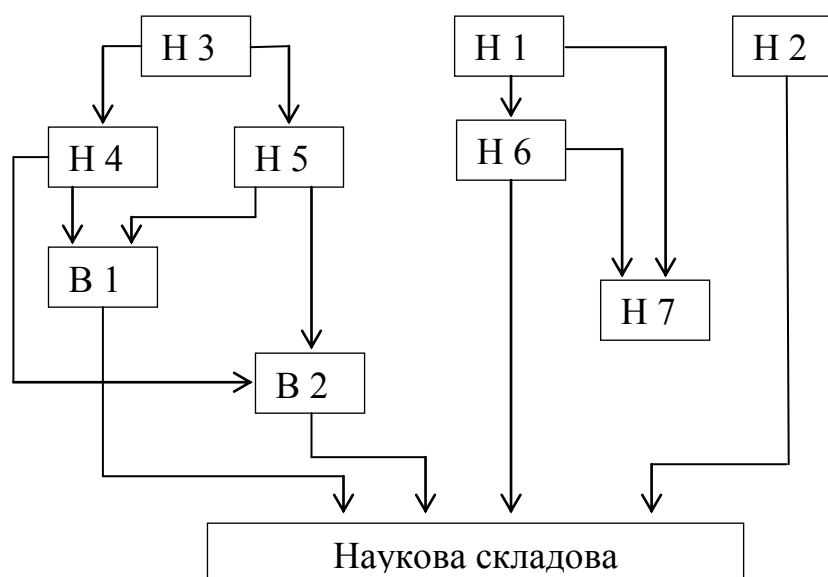 Н 3
Н 1
Н 2
Н 4
Н 5
Н 6
В 1
Н 7
В 2
Наукова складова